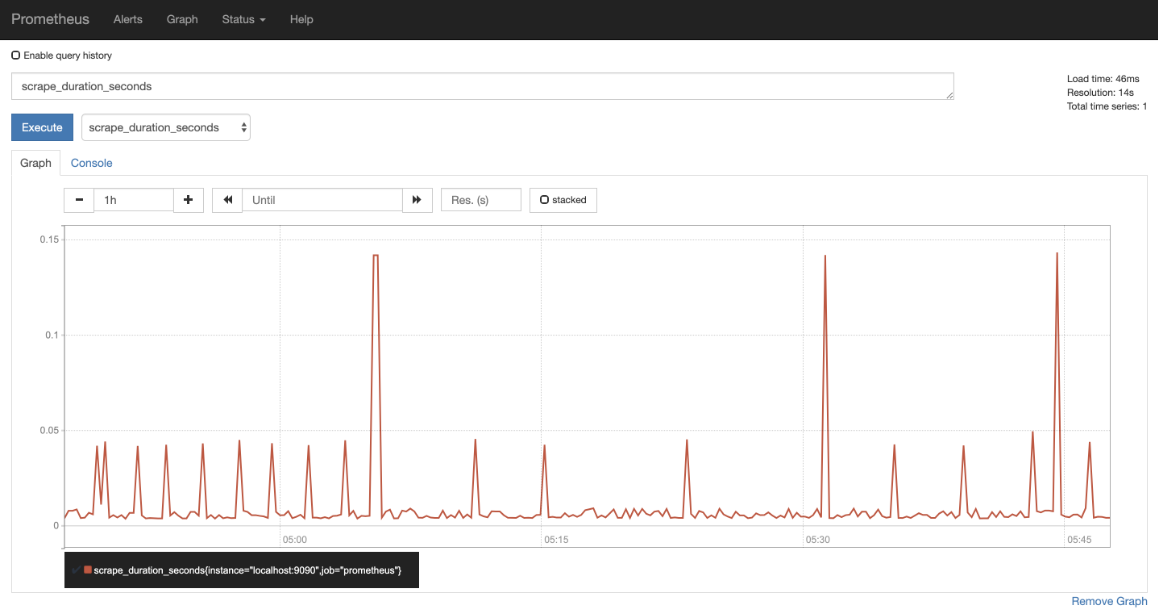 Prometheus Alerts Graph Status Help
Enable query history
scrape_duration_seconds
Load time: 46ms
Resolution: 14s
Total time series: 1
Execute scrape_duration_seconds
Graph Console
1h Until Res. (s) stacked
0.15
0.1
0.05
0
05:00 05:15 05:30 05:45
scrape_duration_seconds{instance="localhost:9090",job="prometheus"}
Remove Graph